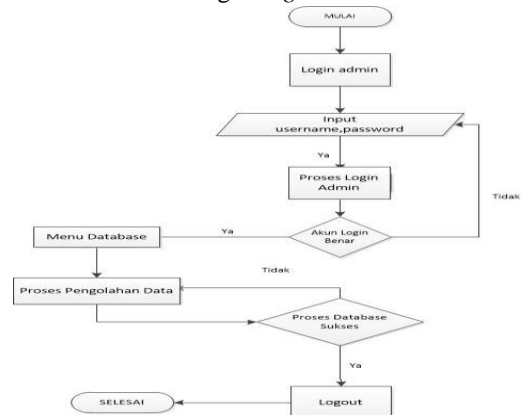 MULAI
Login admin
Input
username,password
Ya
Proses Login
Admin
Tidak
Akun Login
Benar
Ya
Menu Database
Tidak
Proses Pengolahan Data
Proses Database
Sukses
Ya
Logout
SELESAI